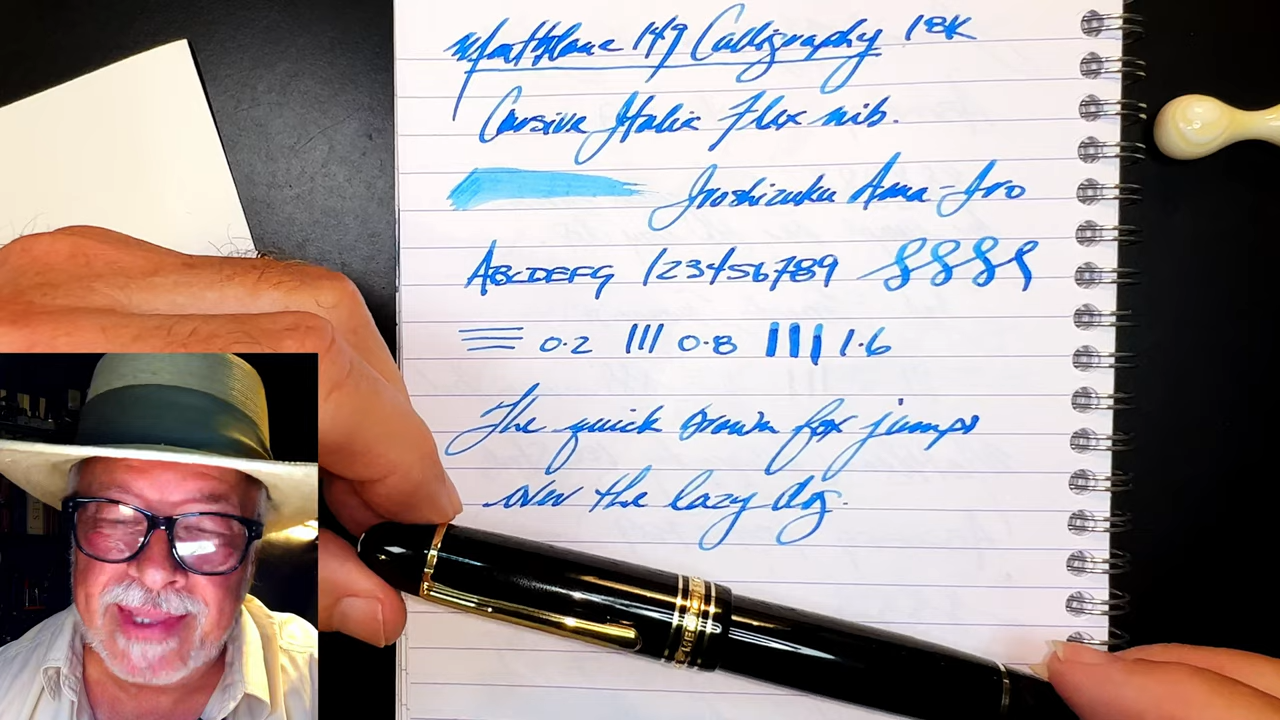 Montblanc 149 Calligraphy 18K
Cursive Italic Flex nib.
Iroshizuku Ama-Iro
ABCDEFG 123456789
0.2 0.8 1.6
The quick brown fox jumps
over the lazy dog.